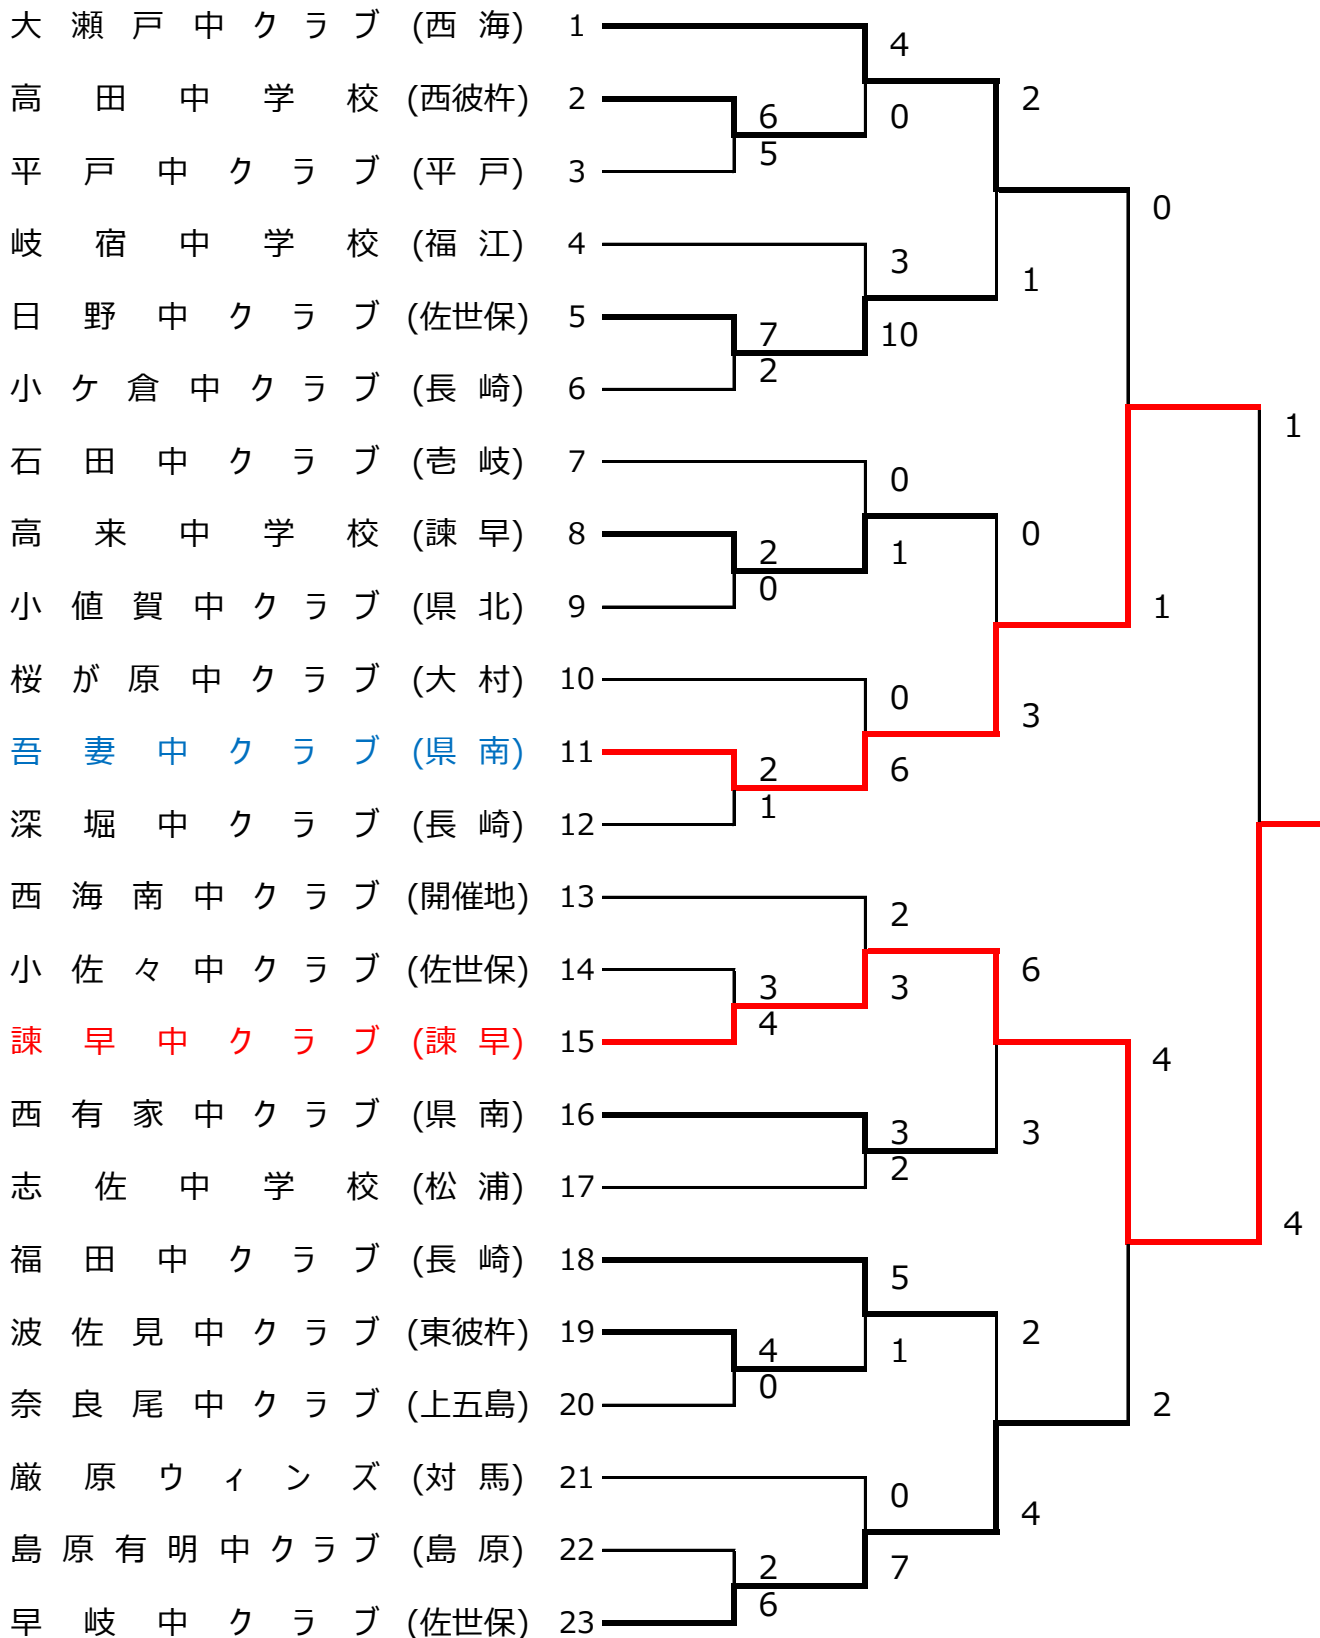 大瀬戸中クラブ (西海) 1
4
高田中学校 (西彼杵) 2
2
6
0
5
平戸中クラブ (平戸) 3
0
岐宿中学校 (福江) 4
3
1
日野中クラブ (佐世保) 5
7
10
2
小ケ倉中クラブ (長崎) 6
1
石田中クラブ (壱岐) 7
0
高来中学校 (諫早) 8
0
2
1
0
小値賀中クラブ (県北) 9
1
桜が原中クラブ (大村) 10
0
3
吾妻中クラブ (県南) 11
2
6
1
深堀中クラブ (長崎) 12
西海南中クラブ (開催地) 13
2
小佐々中クラブ (佐世保) 14
6
3
3
4
諫早中クラブ (諫早) 15
4
西有家中クラブ (県南) 16
3
3
2
志佐中学校 (松浦) 17
4
福田中クラブ (長崎) 18
5
波佐見中クラブ (東彼杵) 19
2
4
1
0
奈良尾中クラブ (上五島) 20
2
厳原ウィンズ (対馬) 21
0
4
島原有明中クラブ (島原) 22
2
7
6
早岐中クラブ (佐世保) 23